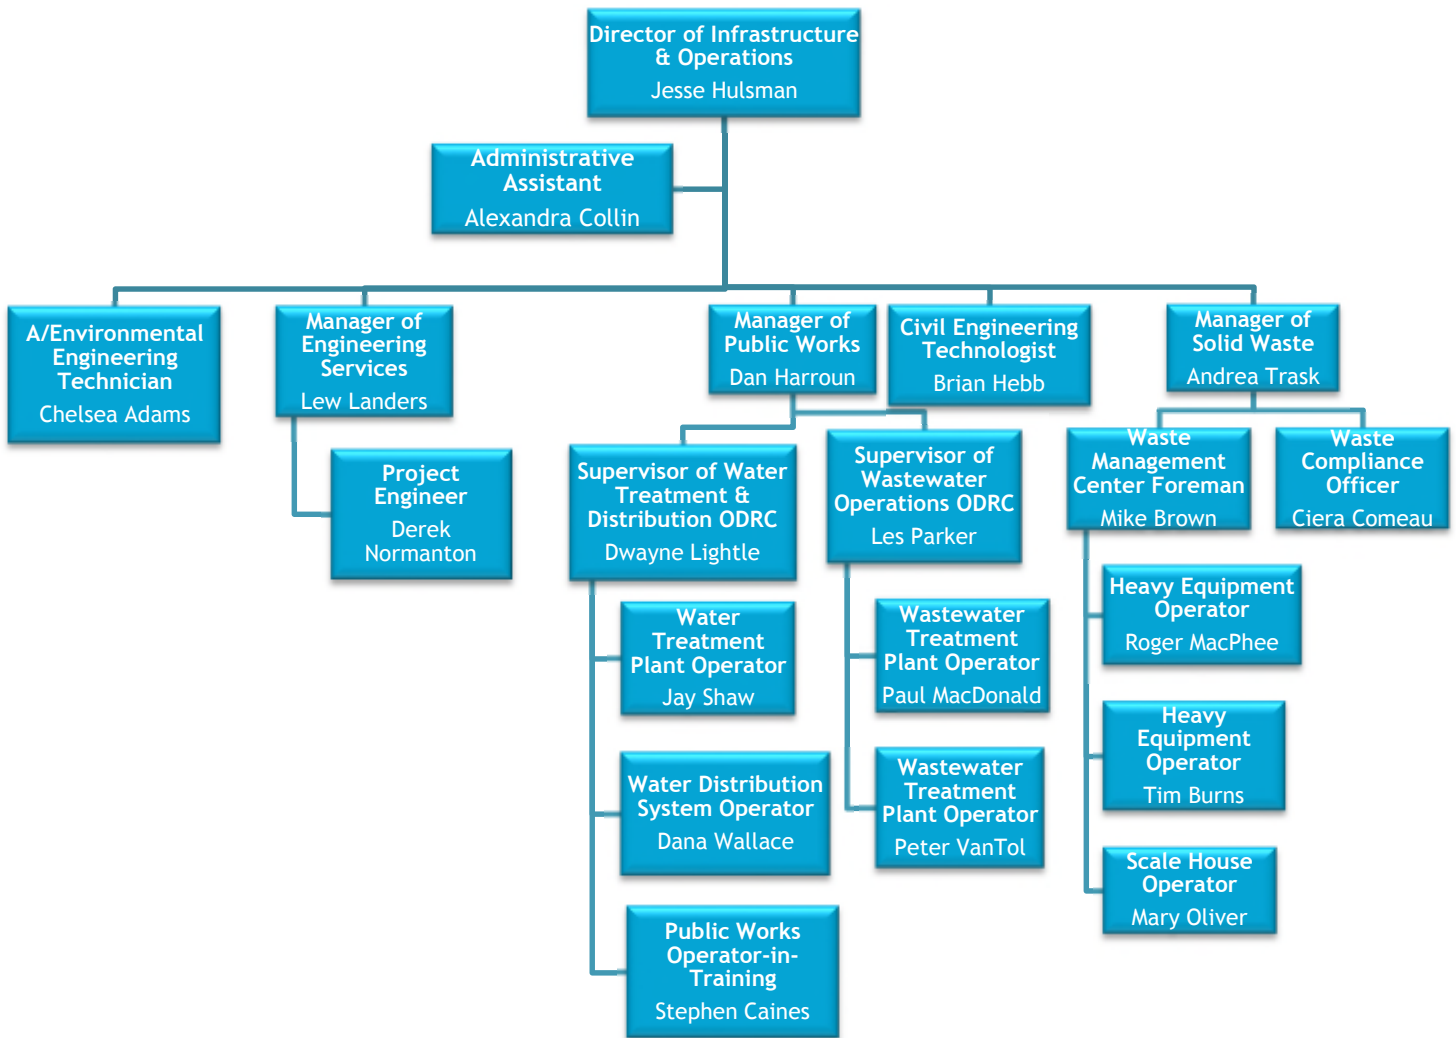 Director of Infrastructure
& Operations
Jesse Hulsman
Administrative
Assistant
Alexandra Collin
A/Environmental
Engineering
Technician
Chelsea Adams
Manager of
Engineering
Services
Lew Landers
Manager of
Public Works
Dan Harroun
Civil Engineering
Technologist
Brian Hebb
Manager of
Solid Waste
Andrea Trask
Project
Engineer
Derek
Normanton
Supervisor of Water
Treatment &
Distribution ODRC
Dwayne Lightle
Supervisor of
Wastewater
Operations ODRC
Les Parker
Waste
Management
Center Foreman
Mike Brown
Waste
Compliance
Officer
Ciera Comeau
Water
Treatment
Plant Operator
Jay Shaw
Water Distribution
System Operator
Dana Wallace
Public Works
Operator-in-
Training
Stephen Caines
Wastewater
Treatment
Plant Operator
Paul MacDonald
Wastewater
Treatment
Plant Operator
Peter VanTol
Heavy Equipment
Operator
Roger MacPhee
Heavy
Equipment
Operator
Tim Burns
Scale House
Operator
Mary Oliver